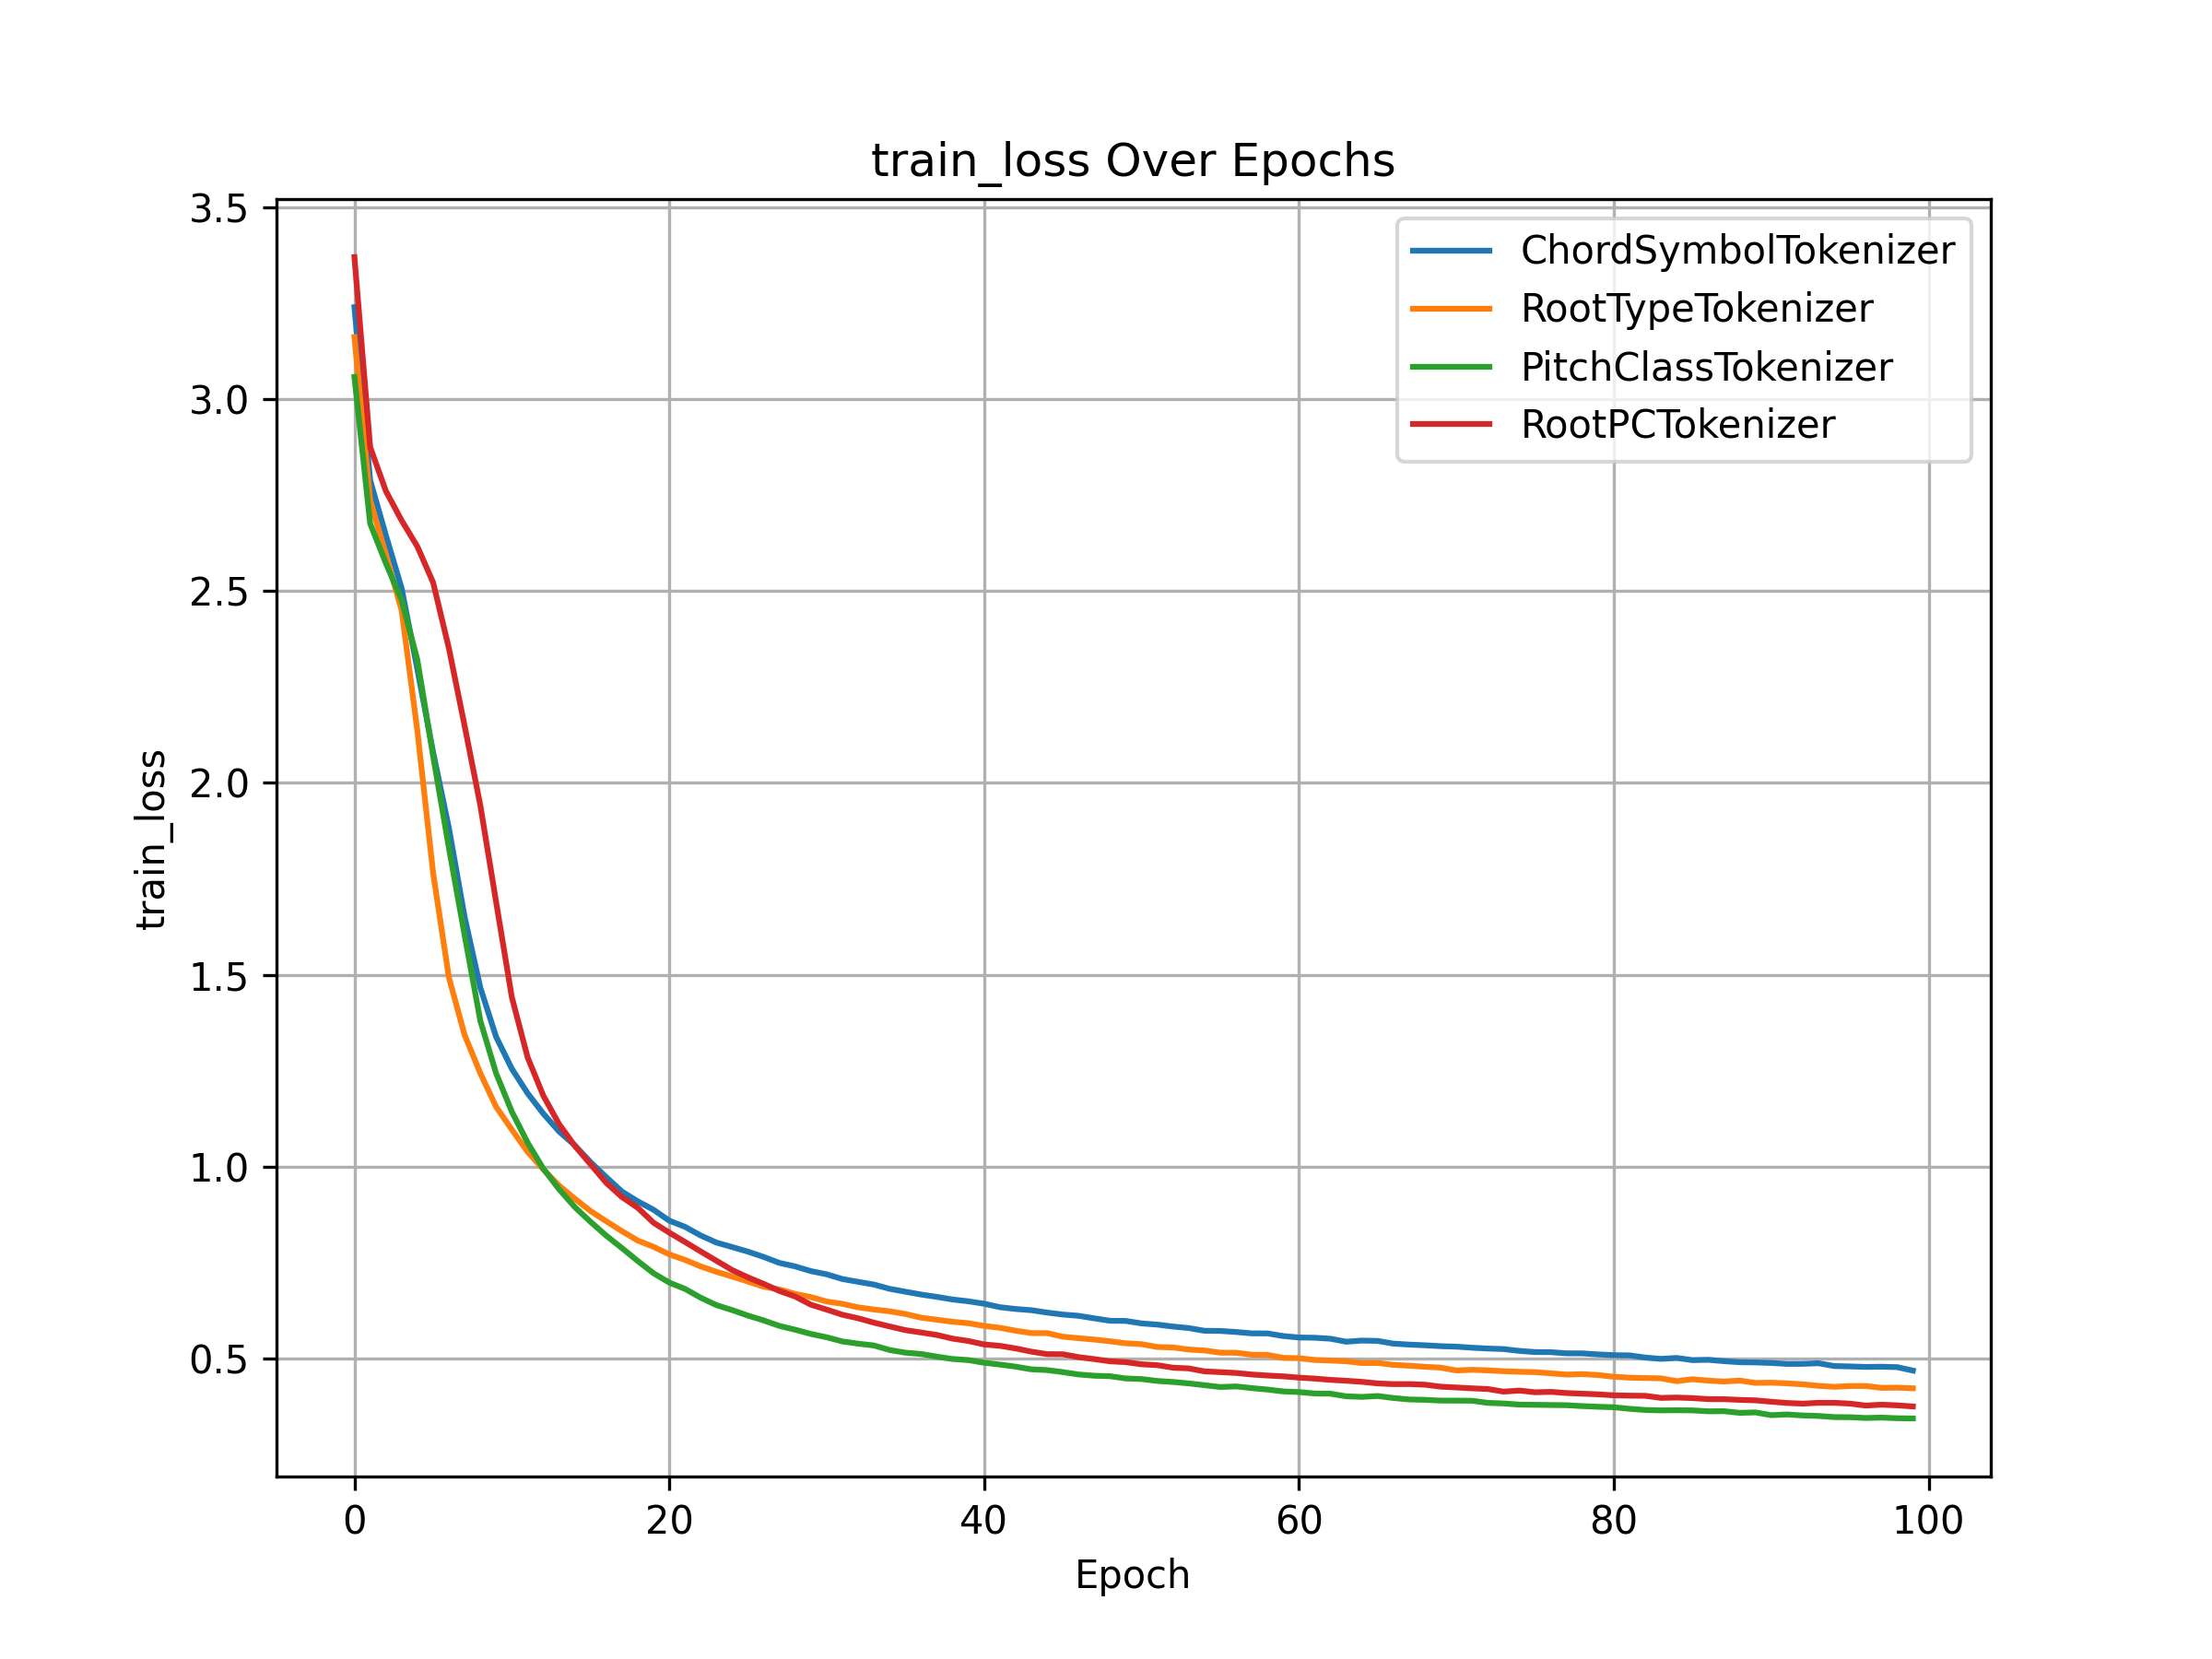 train_loss Over Epochs
3.5
3.0
2.5
2.0
1.5
1.0
0.5
train_loss
ChordSymbolTokenizer
RootTypeTokenizer
PitchClassTokenizer
RootPCTokenizer
0 20 40 60 80 100
Epoch